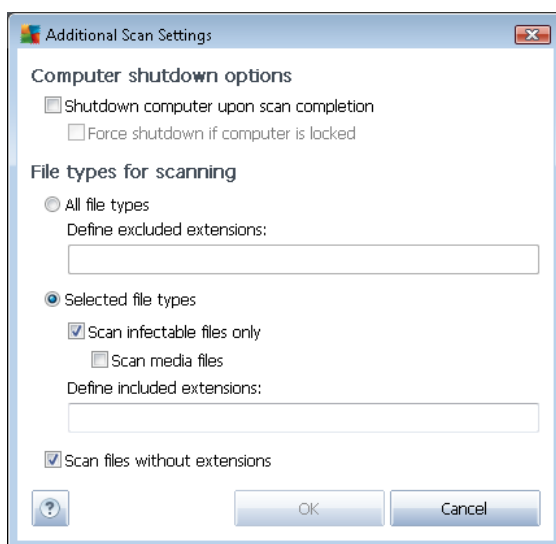 Additional Scan Settings
Computer shutdown options
Shutdown computer upon scan completion
Force shutdown if computer is locked
File types for scanning
All file types
Define excluded extensions:
Selected file types
Scan infectable files only
Scan media files
Define included extensions:
Scan files without extensions
?
OK
Cancel